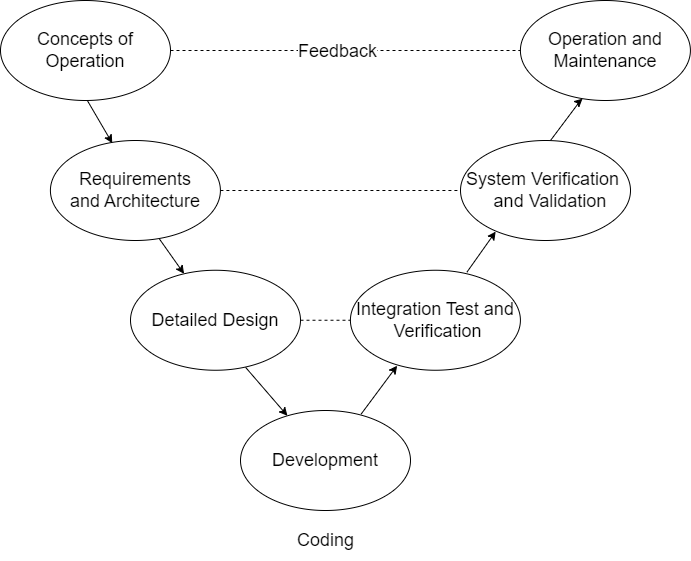 Concepts of
Operation
Feedback
Operation and
Maintenance
Requirements
and Architecture
System Verification
and Validation
Detailed Design
Integration Test and
Verification
Development
Coding